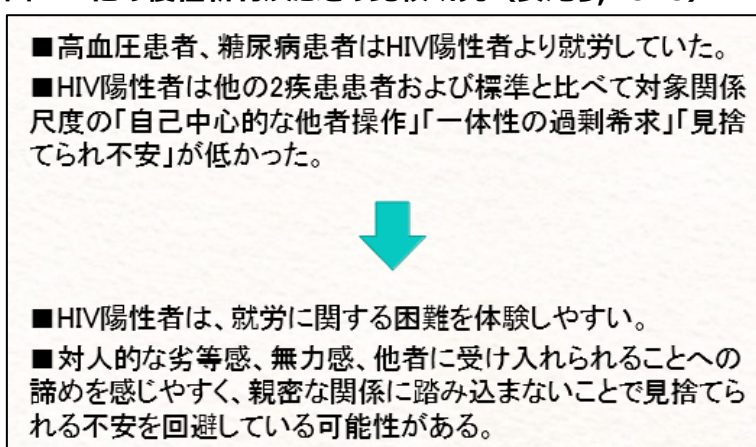 ■高血圧患者、糖尿病患者はHIV陽性者より就労していた。
■HIV陽性者は他の2疾患患者および標準と比べて対象関係
尺度の「自己中心的な他者操作」「一体性の過剰希求」「見捨
てられ不安」が低かった。
■HIV陽性者は、就労に関する困難を体験しやすい。
■対人的な劣等感、無力感、他者に受け入れられることへの
諦めを感じやすく、親密な関係に踏み込まないことで見捨てら
れる不安を回避している可能性がある。